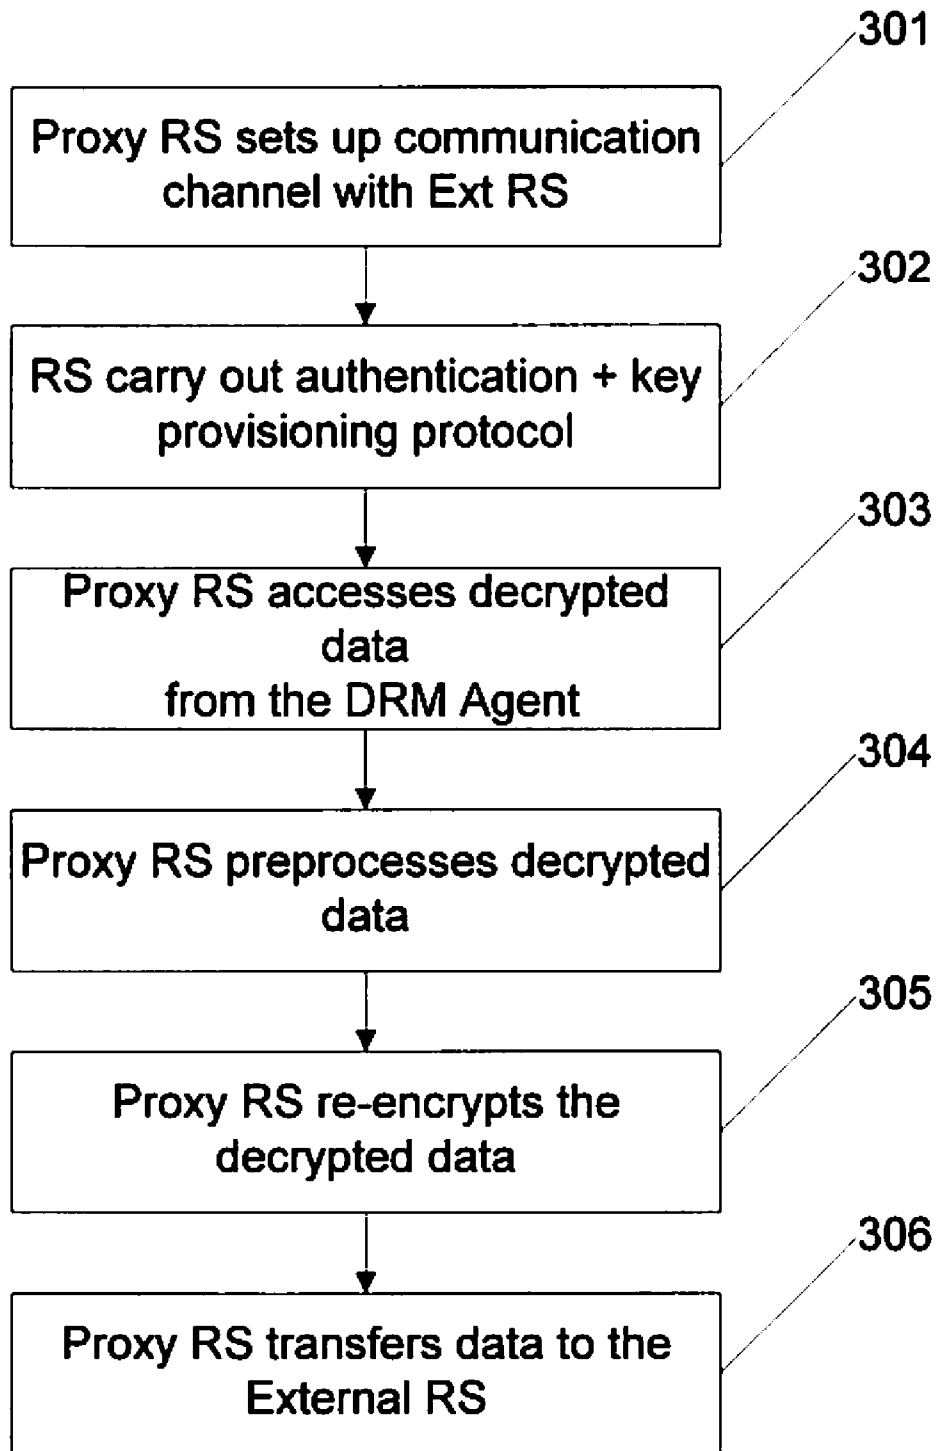 301
Proxy RS sets up communication
channel with Ext RS
302
RS carry out authentication + key
provisioning protocol
303
Proxy RS accesses decrypted
data
from the DRM Agent
304
Proxy RS preprocesses decrypted
data
305
Proxy RS re-encrypts the
decrypted data
306
Proxy RS transfers data to the
External RS